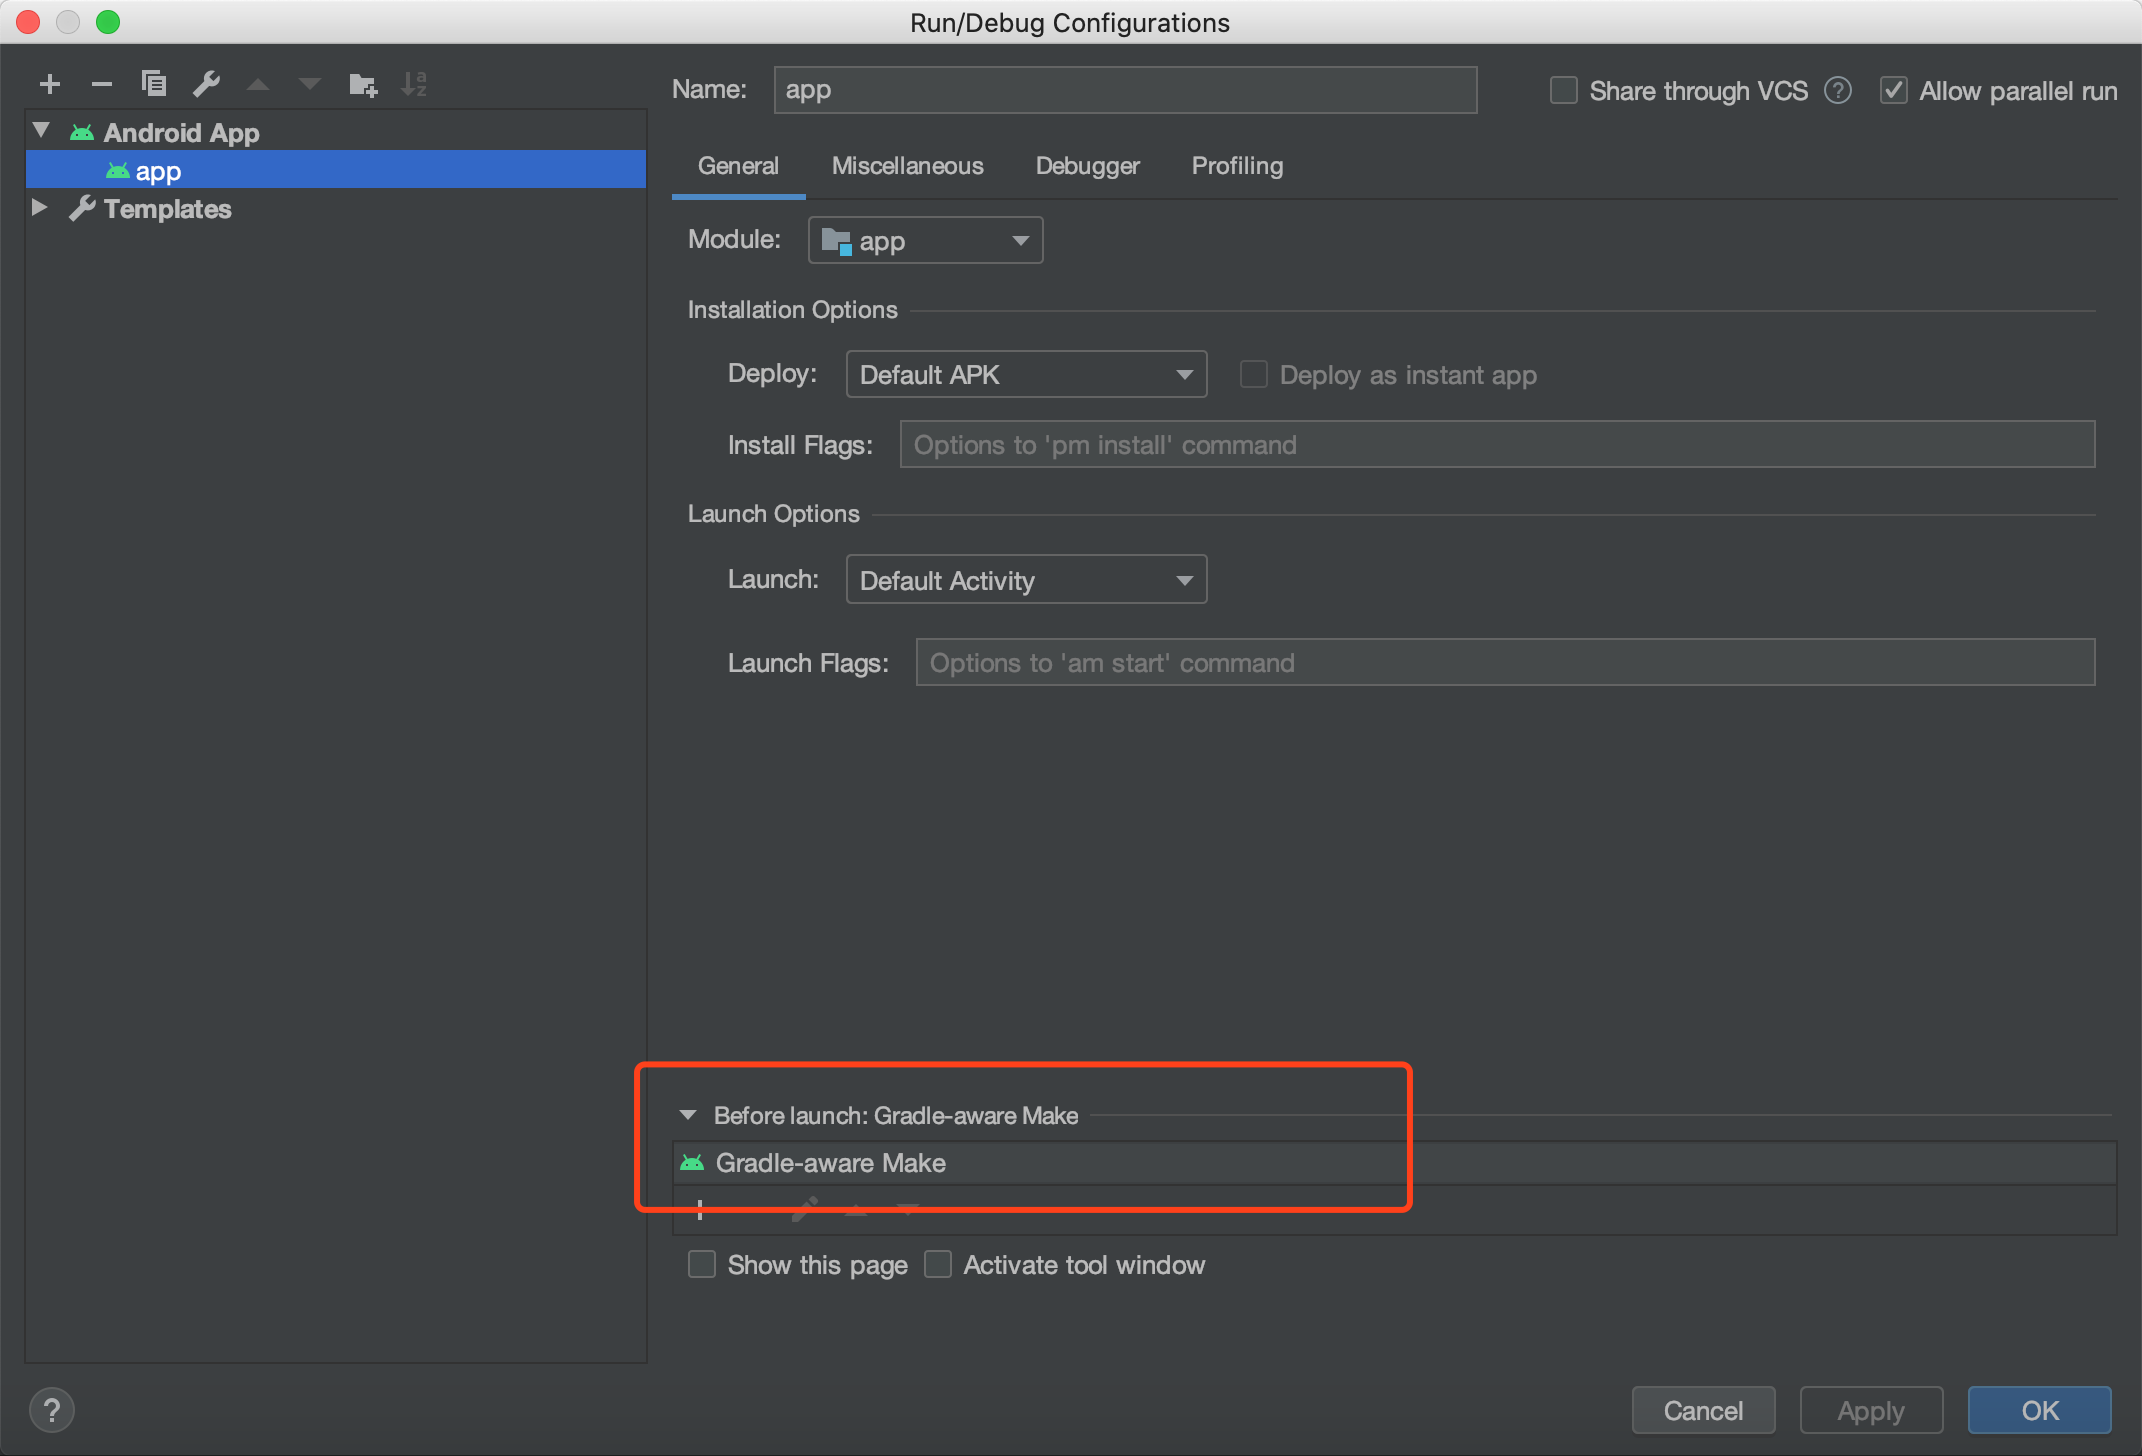 Run/Debug Configurations
Name: app Share through VCS ? Allow parallel run
Android App
app
Templates
General Miscellaneous Debugger Profiling
Module: app
Installation Options
Deploy: Default APK Deploy as instant app
Install Flags: Options to 'pm install' command
Launch Options
Launch: Default Activity
Launch Flags: Options to 'am start' command
Before launch: Gradle-aware Make
Gradle-aware Make
Show this page Activate tool window
? Cancel Apply OK